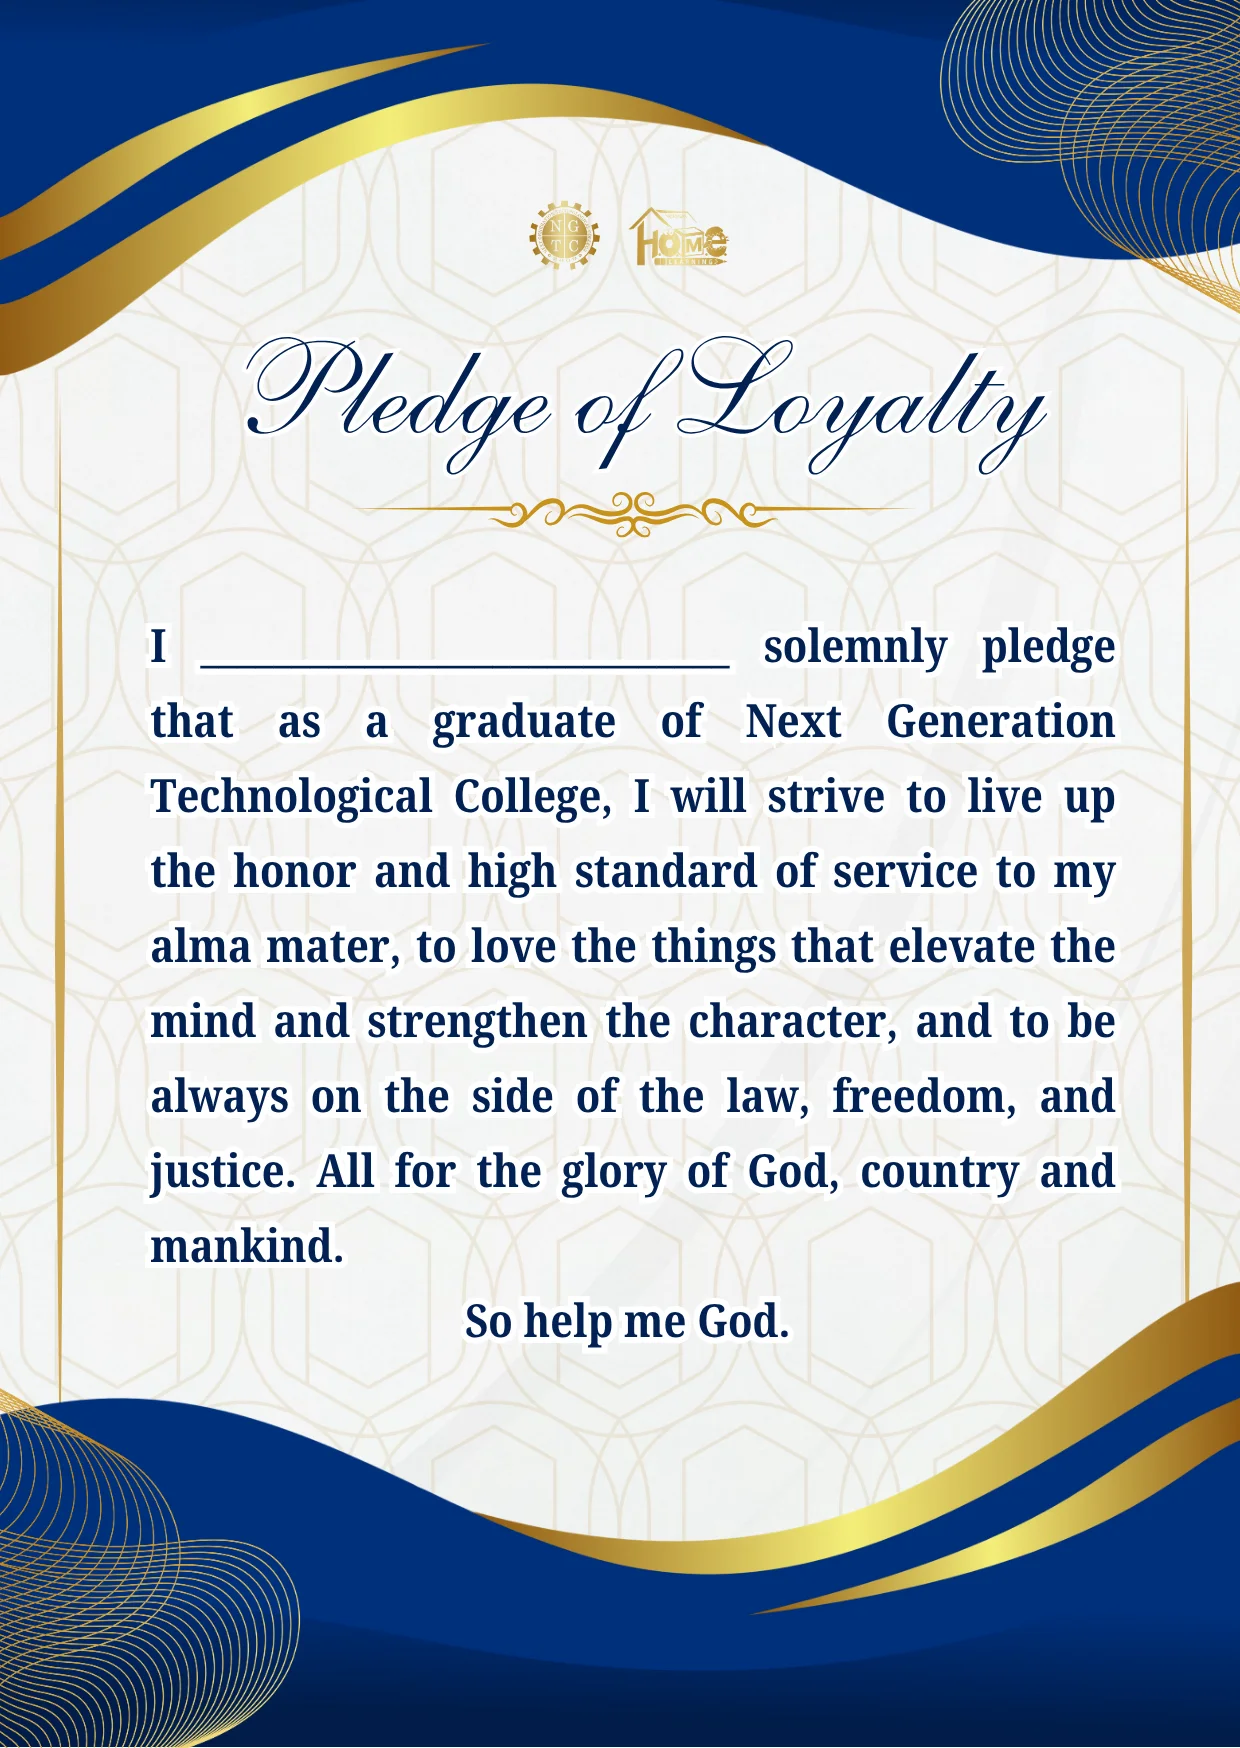 N G
T C
HOME
LEARNING
Pledge of Loyalty
I ________________________ solemnly pledge
that as a graduate of Next Generation
Technological College, I will strive to live up
the honor and high standard of service to my
alma mater, to love the things that elevate the
mind and strengthen the character, and to be
always on the side of the law, freedom, and
justice. All for the glory of God, country and
mankind.
So help me God.